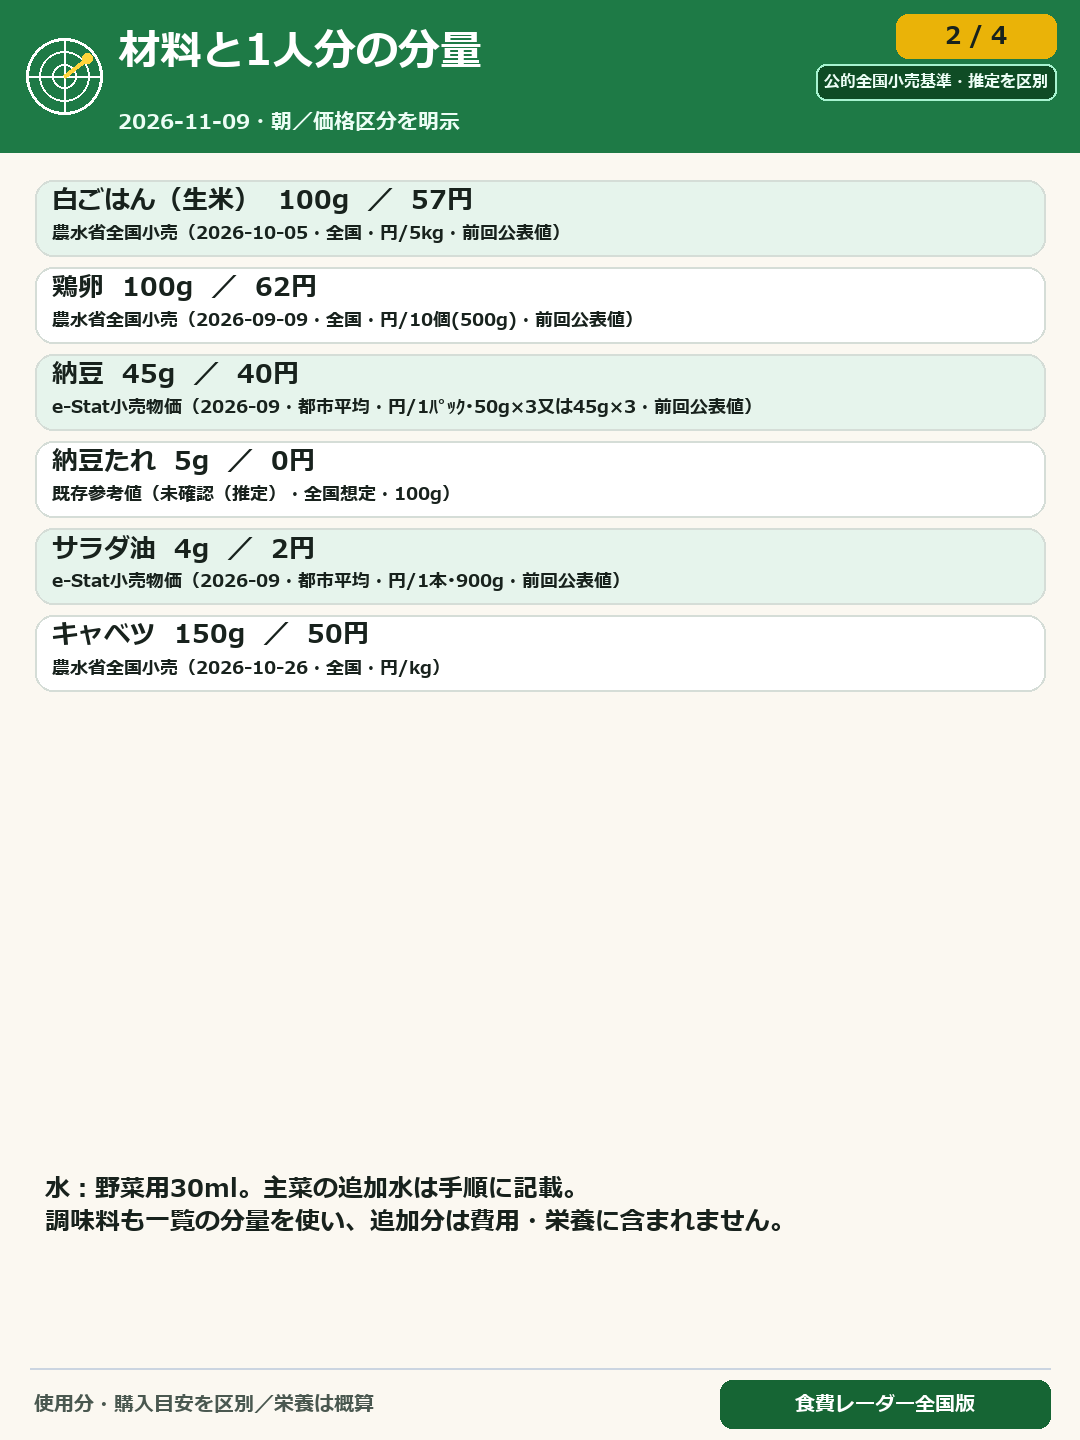 材料と1人分の分量
2026-11-09・朝／価格区分を明示
2 / 4
公的全国小売基準・推定を区別
白ごはん（生米）　100g　／　57円
農水省全国小売（2026-10-05・全国・円/5kg・前回公表値）
鶏卵　100g　／　62円
農水省全国小売（2026-09-09・全国・円/10個(500g)・前回公表値）
納豆　45g　／　40円
e-Stat小売物価（2026-09・都市平均・円/1ﾊﾟｯｸ･50g×3又は45g×3・前回公表値）
納豆たれ　5g　／　0円
既存参考値（未確認（推定）・全国想定・100g）
サラダ油　4g　／　2円
e-Stat小売物価（2026-09・都市平均・円/1本･900g・前回公表値）
キャベツ　150g　／　50円
農水省全国小売（2026-10-26・全国・円/kg）
水：野菜用30ml。主菜の追加水は手順に記載。
調味料も一覧の分量を使い、追加分は費用・栄養に含まれません。
使用分・購入目安を区別／栄養は概算
食費レーダー全国版